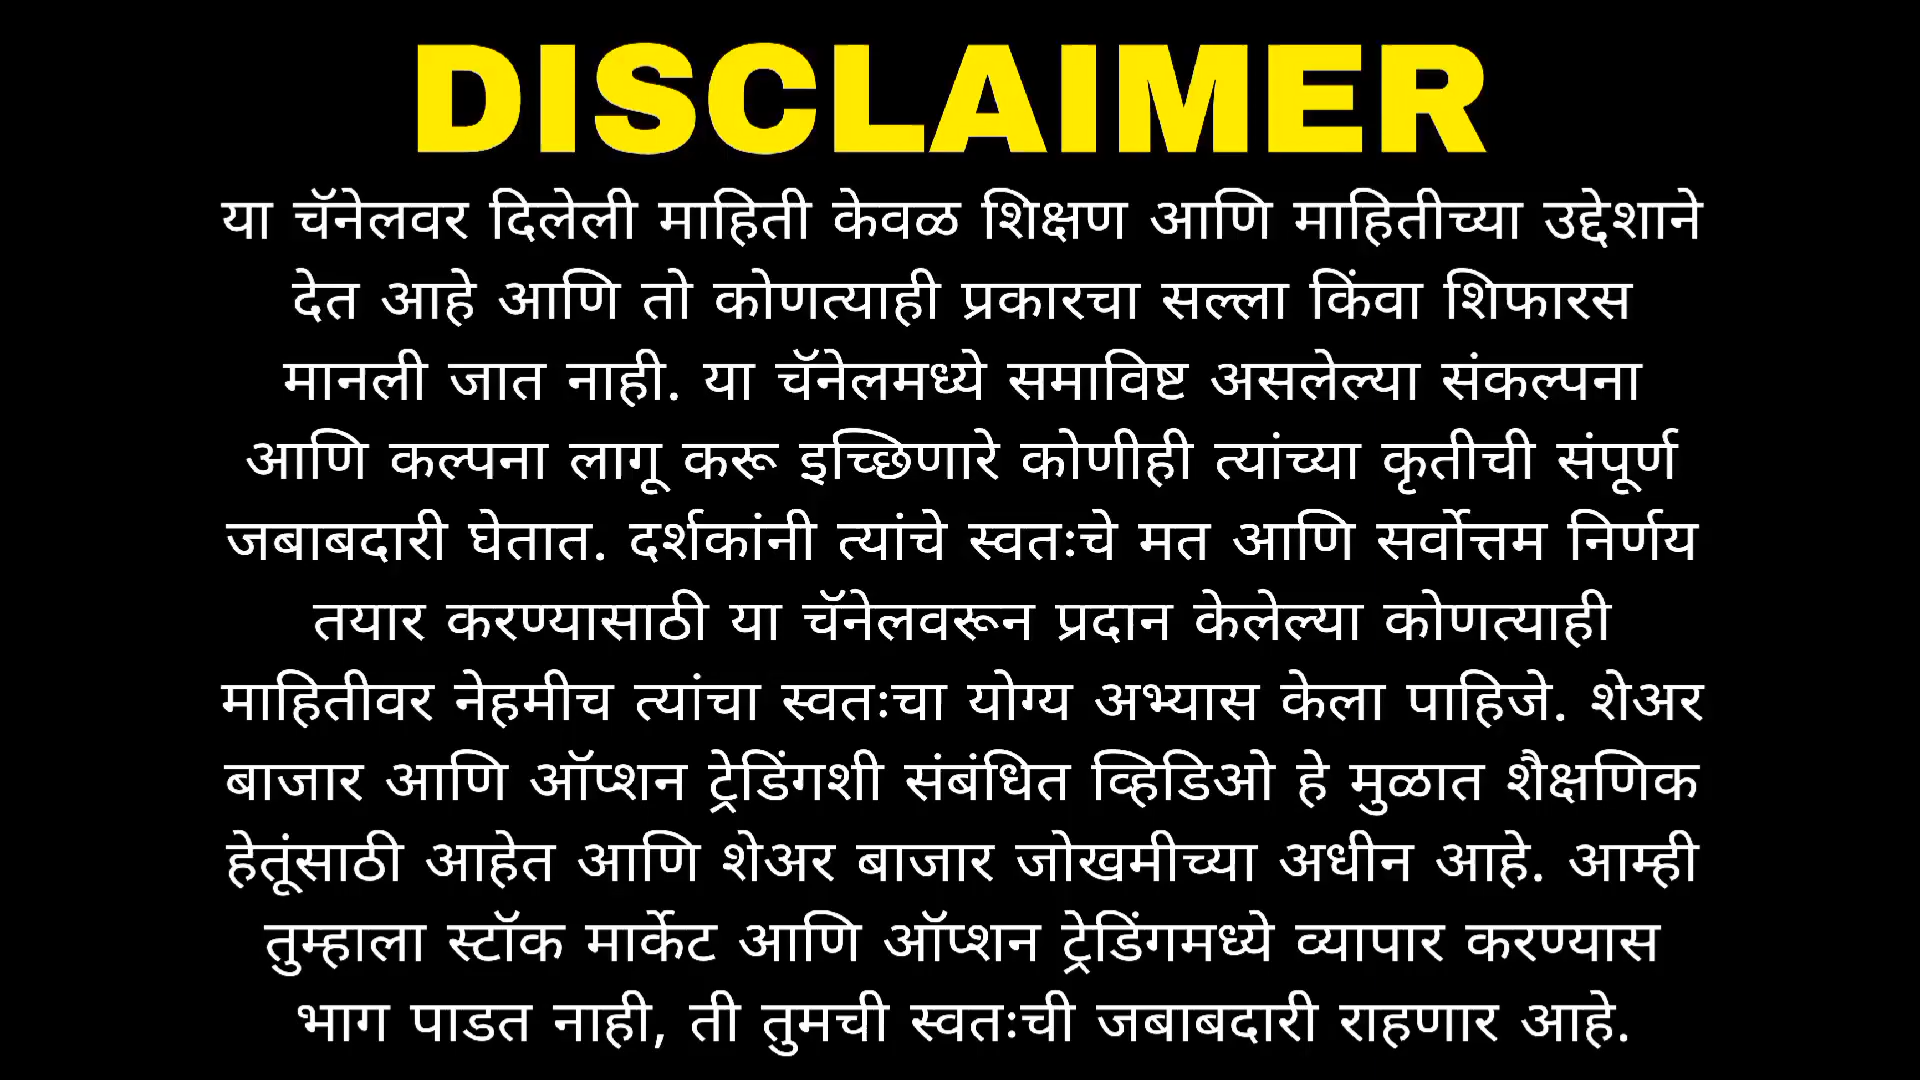 DISCLAIMER
या चॅनेलवर दिलेली माहिती केवळ शिक्षण आणि माहितीच्या उद्देशाने
देत आहे आणि तो कोणत्याही प्रकारचा सल्ला किंवा शिफारस
मानली जात नाही. या चॅनेलमध्ये समाविष्ट असलेल्या संकल्पना
आणि कल्पना लागू करू इच्छिणारे कोणीही त्यांच्या कृतीची संपूर्ण
जबाबदारी घेतात. दर्शकांनी त्यांचे स्वतःचे मत आणि सर्वोत्तम निर्णय
तयार करण्यासाठी या चॅनेलवरून प्रदान केलेल्या कोणत्याही
माहितीवर नेहमीच त्यांचा स्वतःचा योग्य अभ्यास केला पाहिजे. शेअर
बाजार आणि ऑप्शन ट्रेडिंगशी संबंधित व्हिडिओ हे मुळात शैक्षणिक
हेतूंसाठी आहेत आणि शेअर बाजार जोखमीच्या अधीन आहे. आम्ही
तुम्हाला स्टॉक मार्केट आणि ऑप्शन ट्रेडिंगमध्ये व्यापार करण्यास
भाग पाडत नाही, ती तुमची स्वतःची जबाबदारी राहणार आहे.